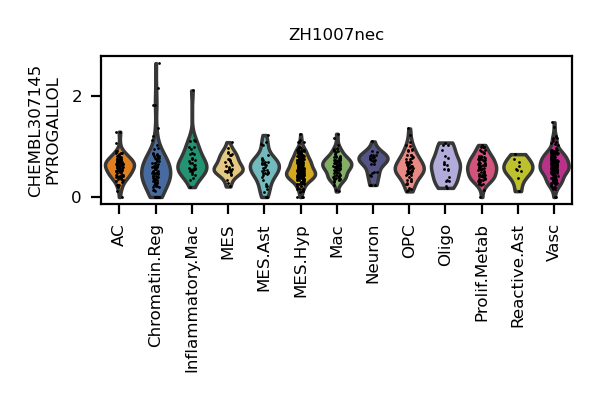 ZH1007nec
CHEMBL307145
PYROGALLOL
2
0
AC
Chromatin.Reg
Inflammatory.Mac
MES
MES.Ast
MES.Hyp
Mac
Neuron
OPC
Oligo
Prolif.Metab
Reactive.Ast
Vasc